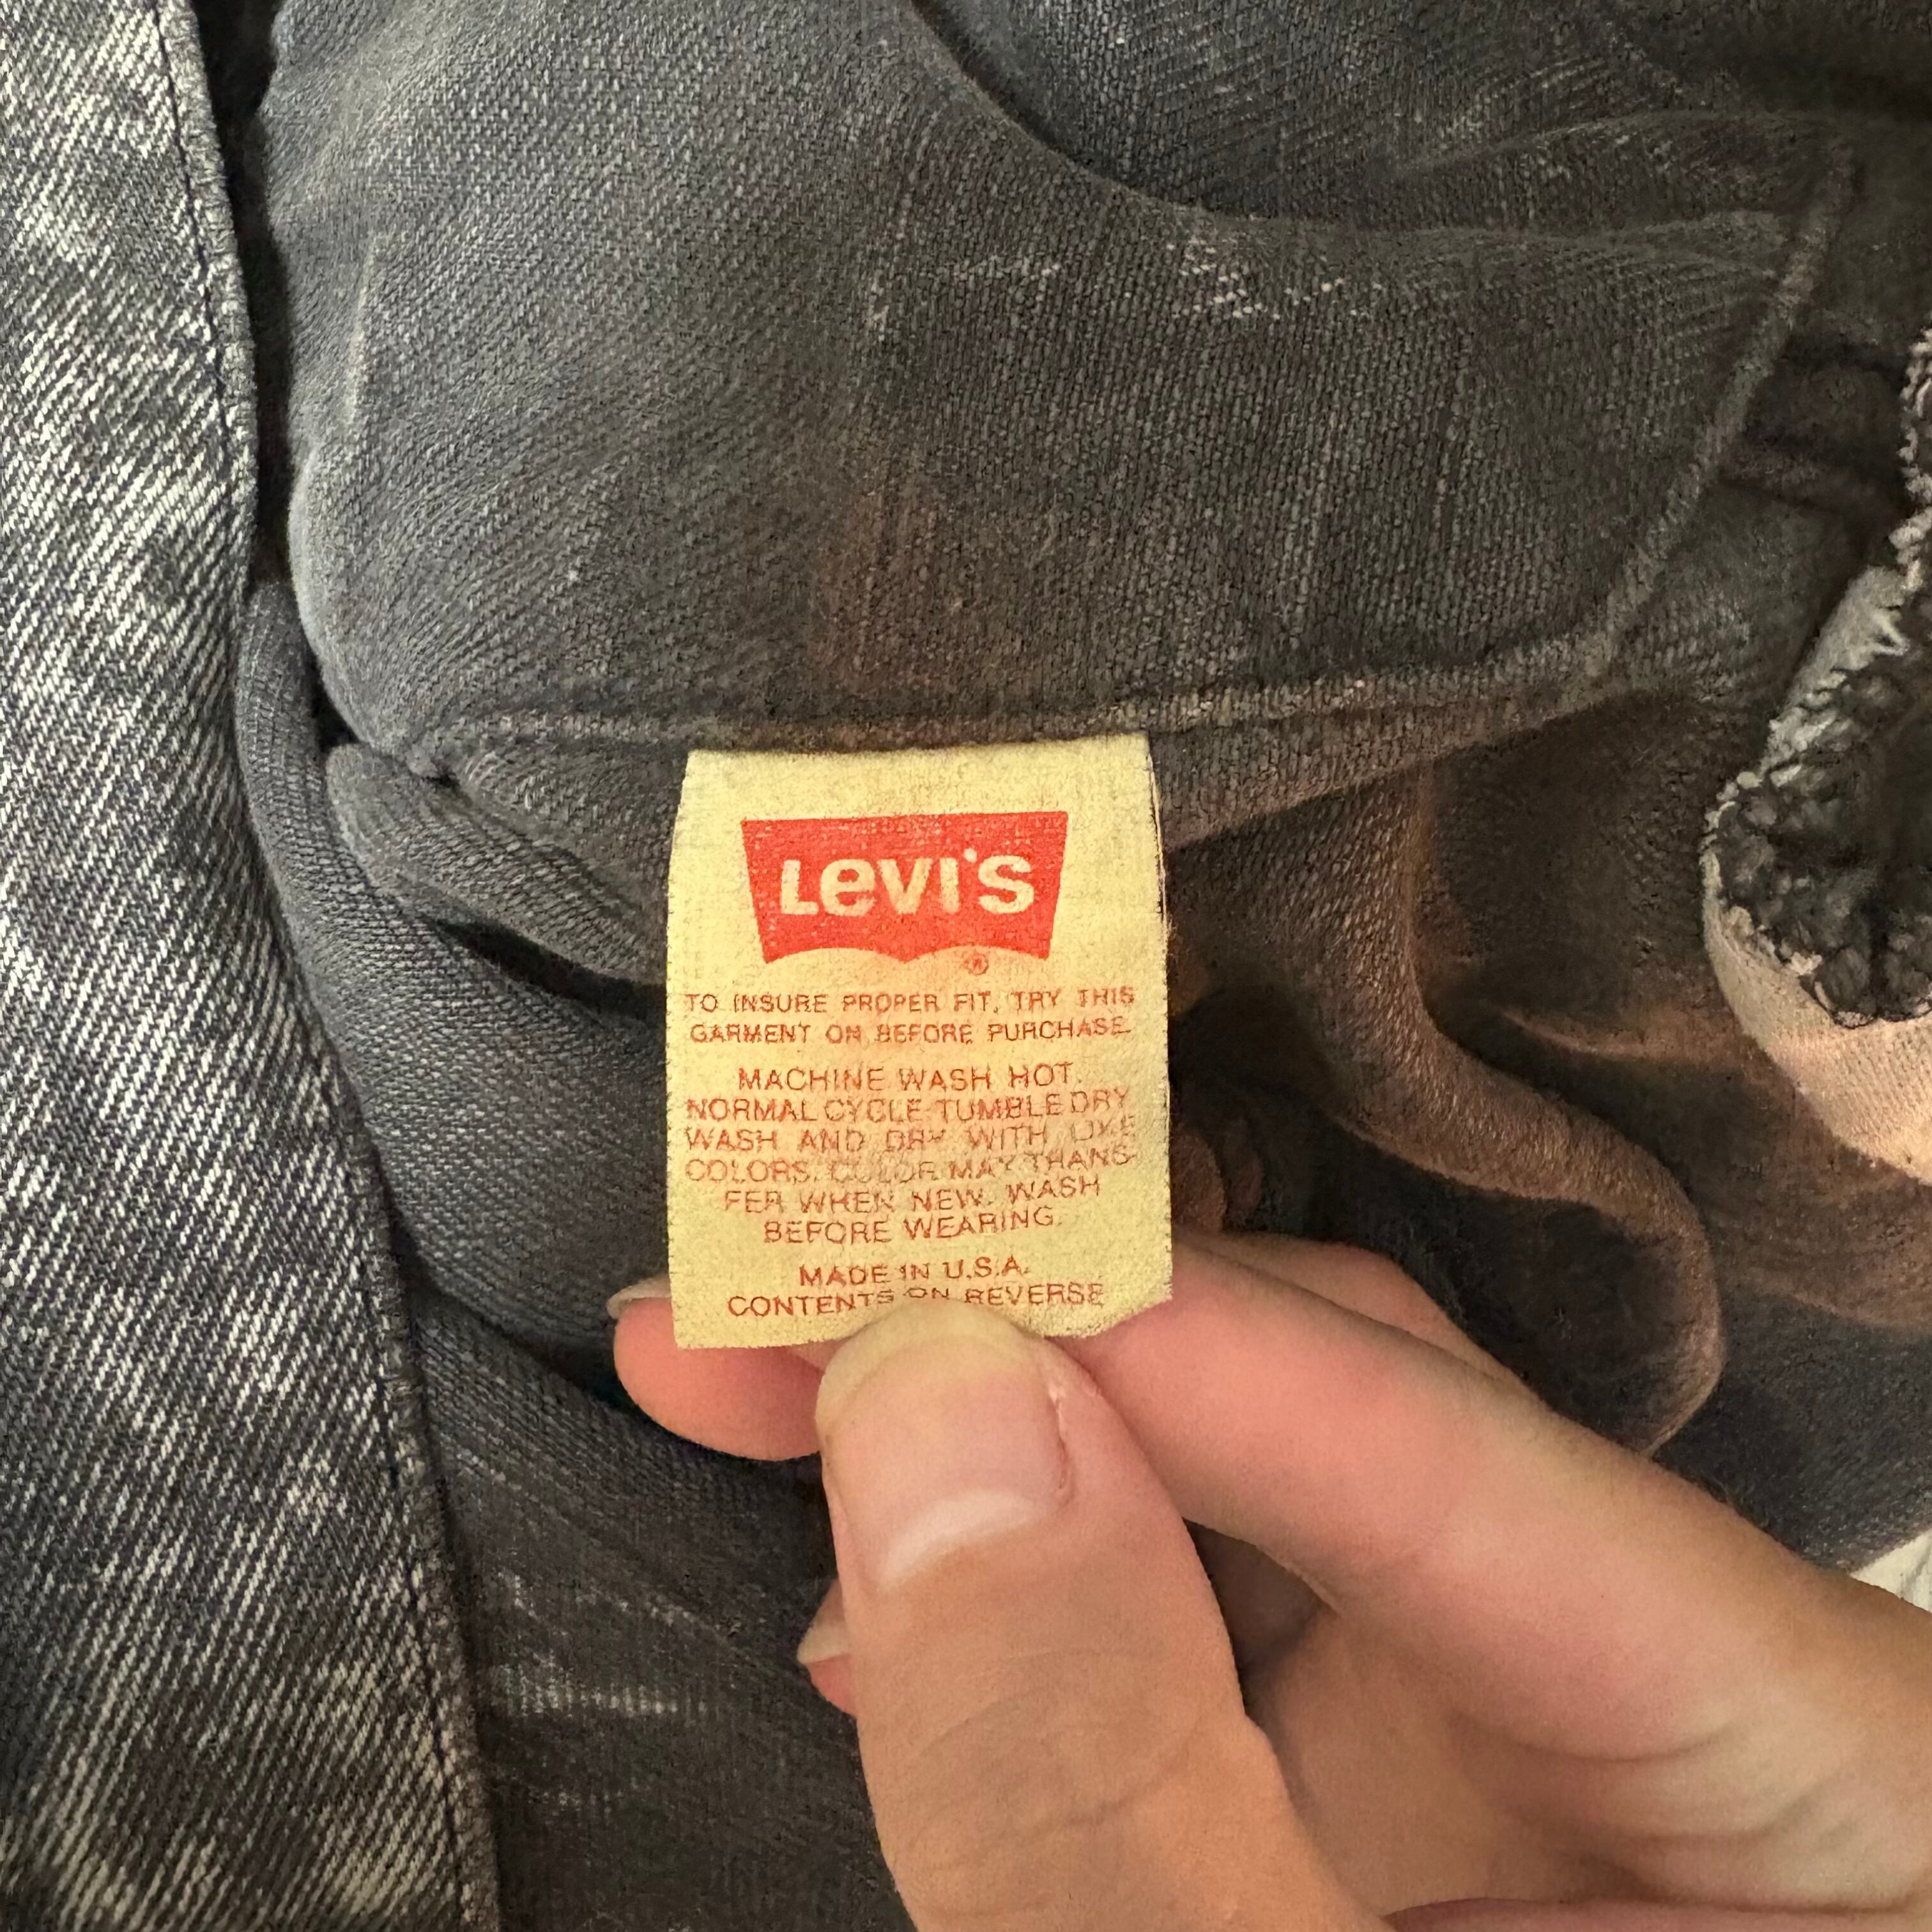 LEVI'S
®
TO INSURE PROPER FIT, TRY THIS
GARMENT ON BEFORE PURCHASE.
MACHINE WASH HOT.
NORMAL CYCLE TUMBLE DRY
WASH AND DRY WITH LIKE
COLORS. COLOR MAY TRANS-
FER WHEN NEW. WASH
BEFORE WEARING.
MADE IN U.S.A.
CONTENTS ON REVERSE